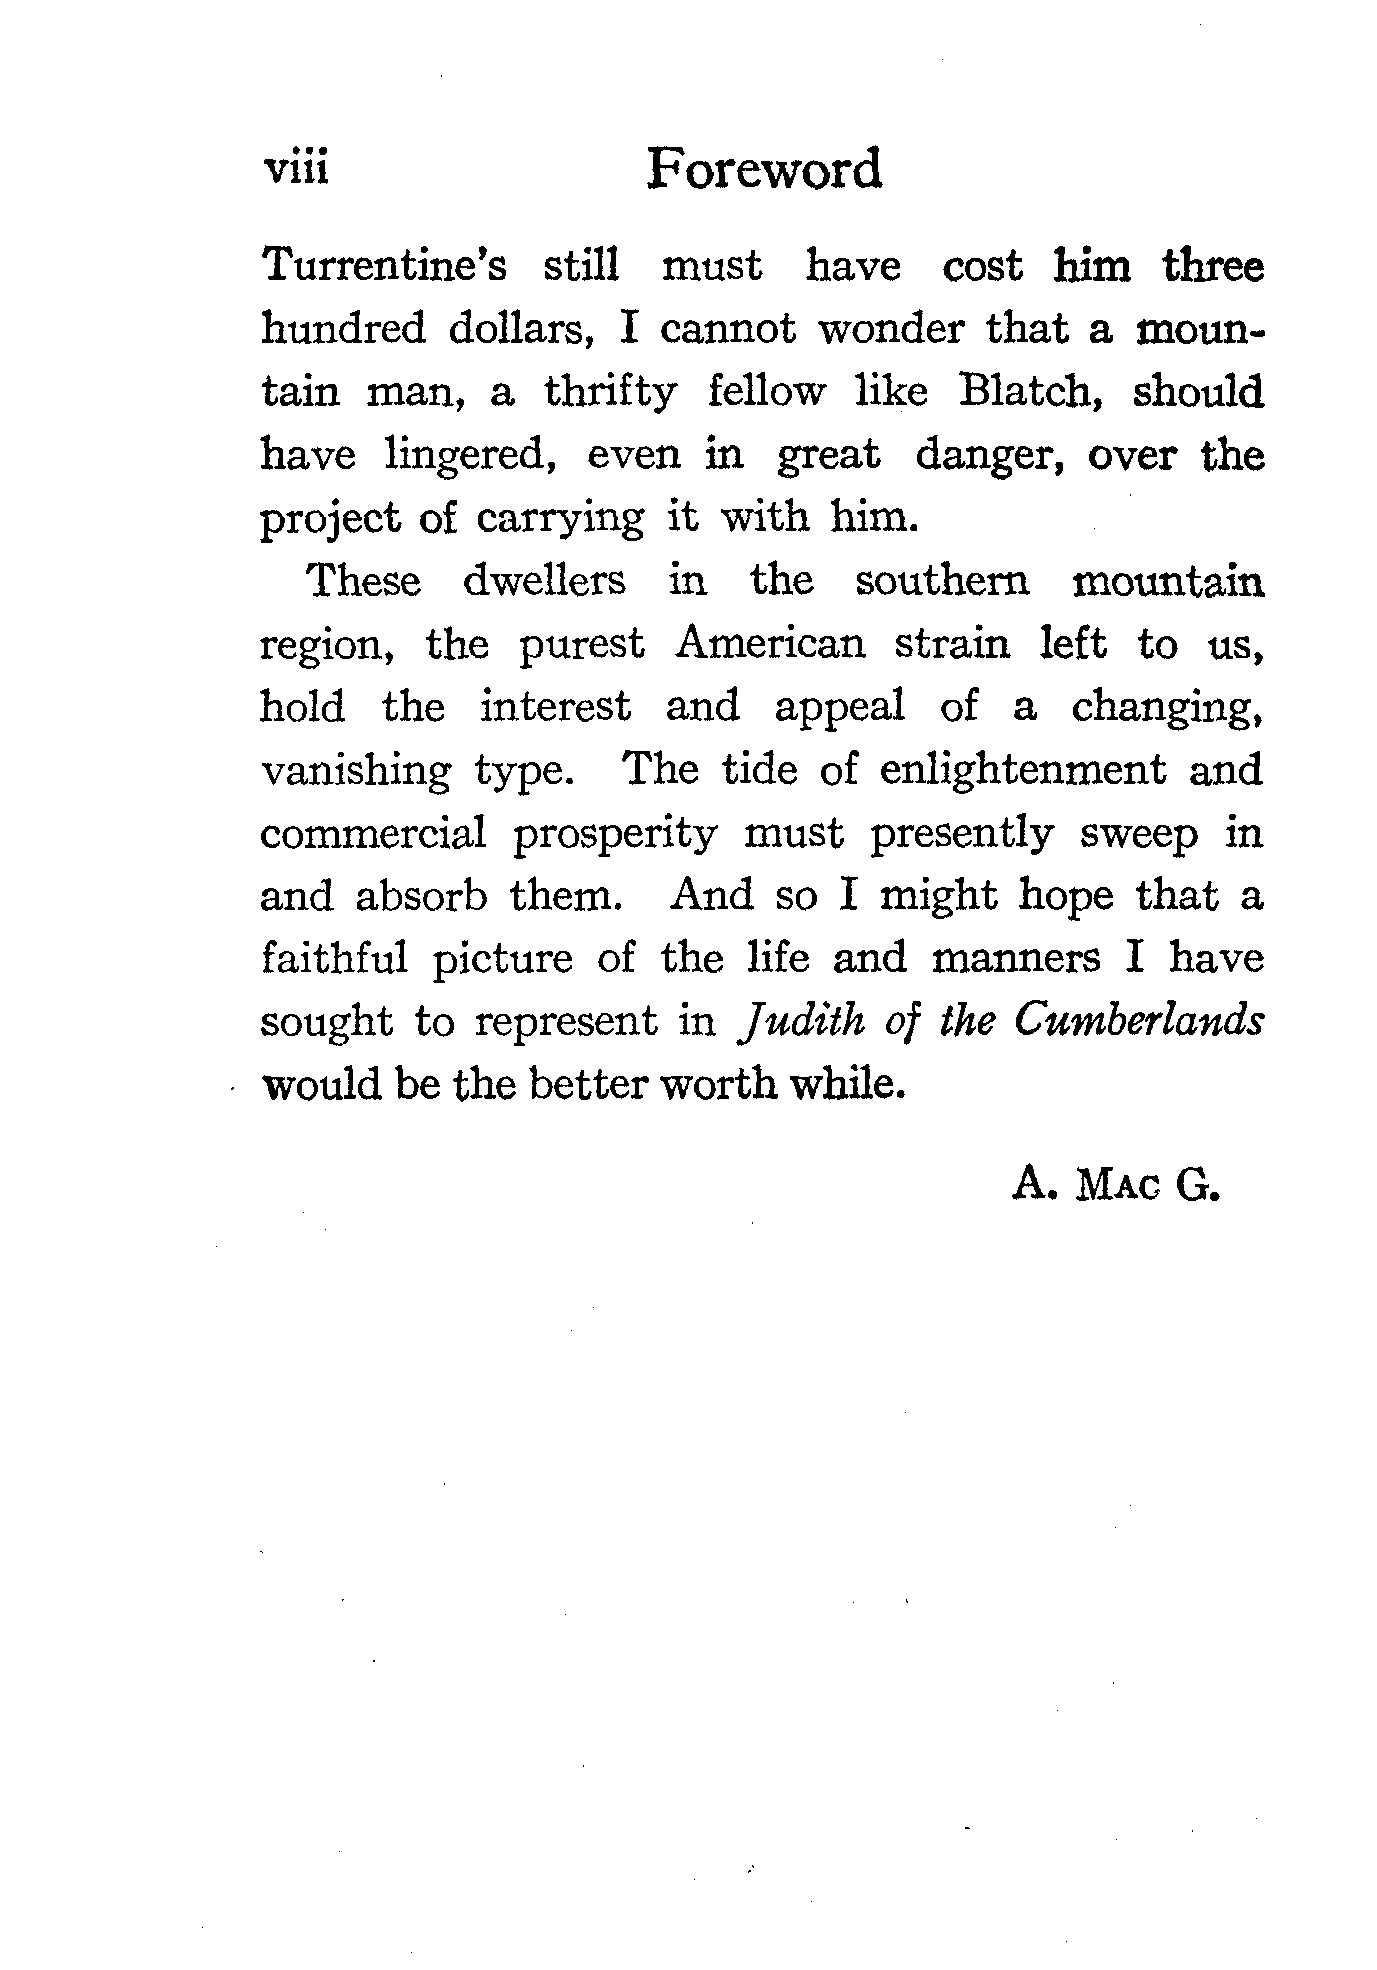 viii Foreword
Turrentine's still must have cost him three
hundred dollars, I cannot wonder that a moun-
tain man, a thrifty fellow like Blatch, should
have lingered, even in great danger, over the
project of carrying it with him.
These dwellers in the southern mountain
region, the purest American strain left to us,
hold the interest and appeal of a changing,
vanishing type. The tide of enlightenment and
commercial prosperity must presently sweep in
and absorb them. And so I might hope that a
faithful picture of the life and manners I have
sought to represent in Judith of the Cumberlands
would be the better worth while.
A. MAC G.